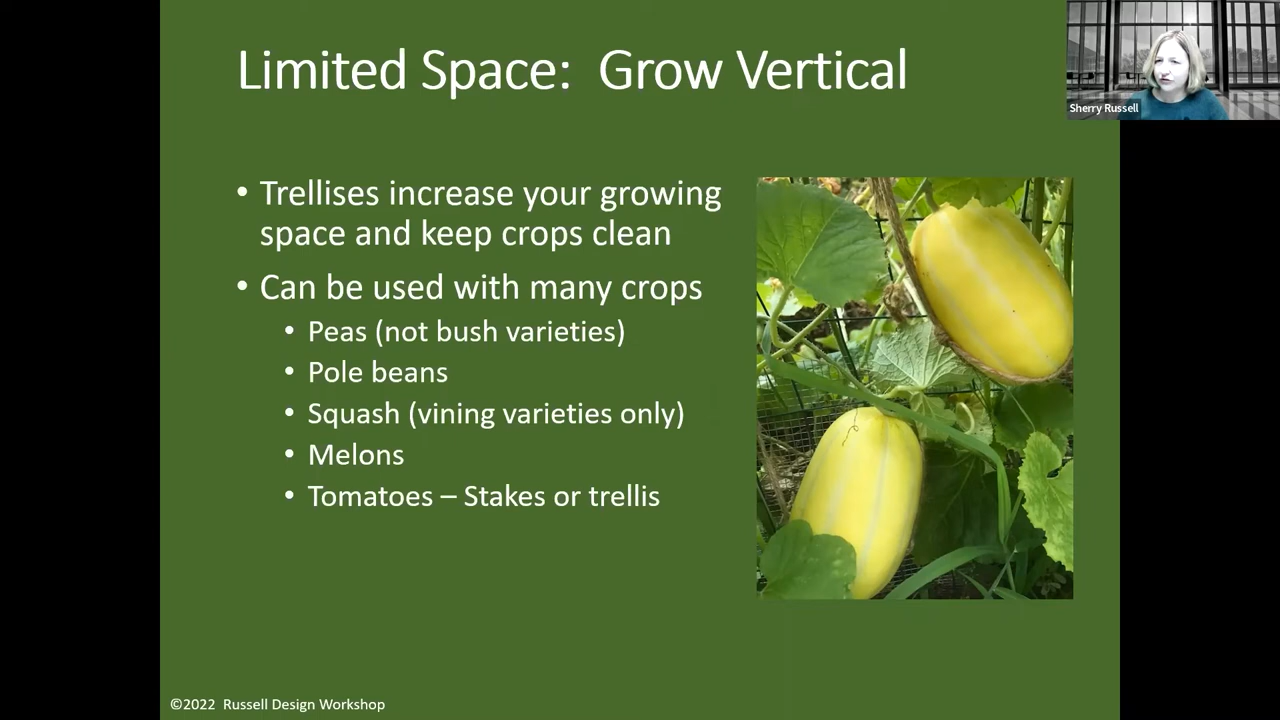 Limited Space:  Grow Vertical
Sherry Russell
• Trellises increase your growing
space and keep crops clean
• Can be used with many crops
• Peas (not bush varieties)
• Pole beans
• Squash (vining varieties only)
• Melons
• Tomatoes – Stakes or trellis
©2022  Russell Design Workshop